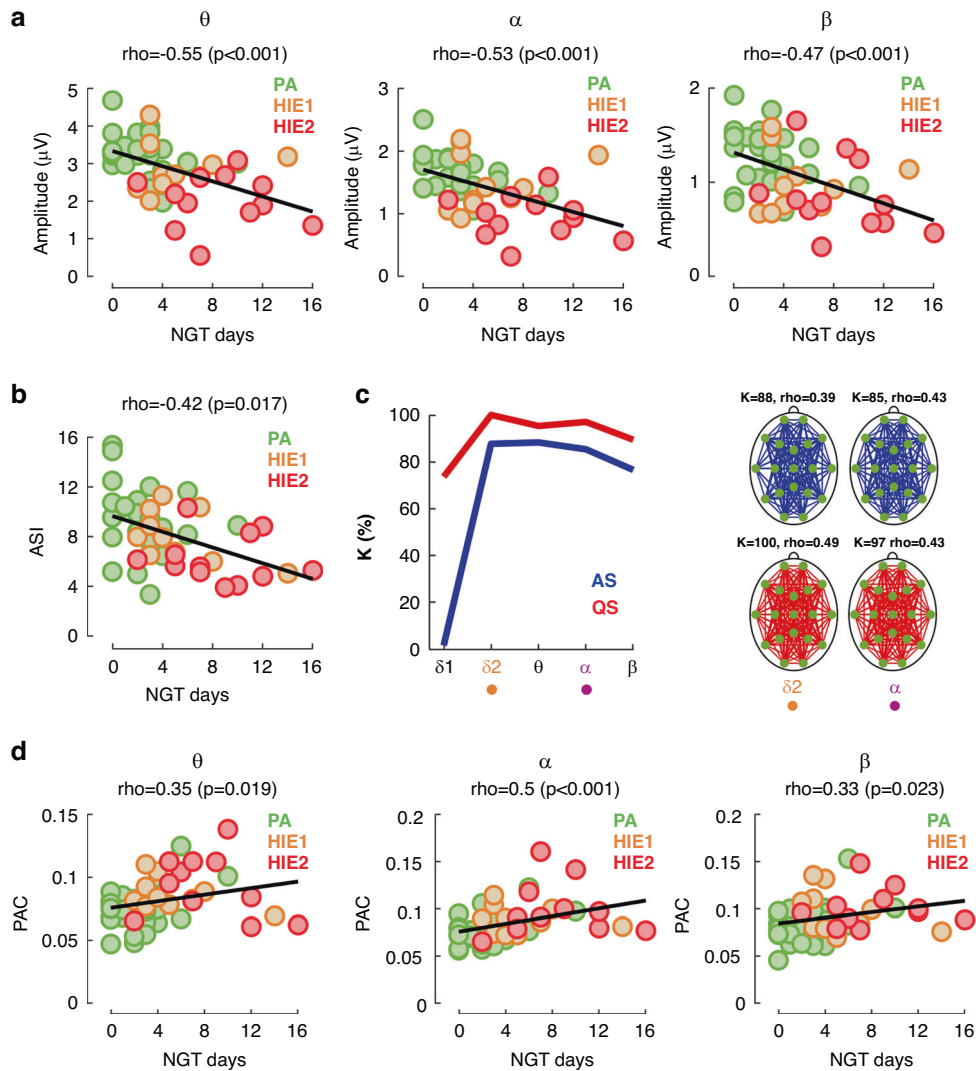 a
θ
α
β
rho=-0.55 (p<0.001)
rho=-0.53 (p<0.001)
rho=-0.47 (p<0.001)
Amplitude (μV)
5
4
3
2
1
0
PA
HIE1
HIE2
0 4 8 12 16
NGT days
Amplitude (μV)
4
3
2
1
0
PA
HIE1
HIE2
0 4 8 12 16
NGT days
Amplitude (μV)
2
1
0
PA
HIE1
HIE2
0 4 8 12 16
NGT days
b
rho=-0.42 (p=0.017)
ASI
16
12
8
4
0
PA
HIE1
HIE2
0 4 8 12 16
NGT days
c
K (%)
100
80
60
40
20
0
AS
QS
δ1 δ2 θ α β
K=88, rho=0.39
K=85, rho=0.43
K=100, rho=0.49
K=97 rho=0.43
δ2
α
d
θ
α
β
rho=0.35 (p=0.019)
rho=0.5 (p<0.001)
rho=0.33 (p=0.023)
PAC
0.15
0.1
0.05
0
PA
HIE1
HIE2
0 4 8 12 16
NGT days
PAC
0.2
0.15
0.1
0.05
0
PA
HIE1
HIE2
0 4 8 12 16
NGT days
PAC
0.2
0.15
0.1
0.05
0
PA
HIE1
HIE2
0 4 8 12 16
NGT days